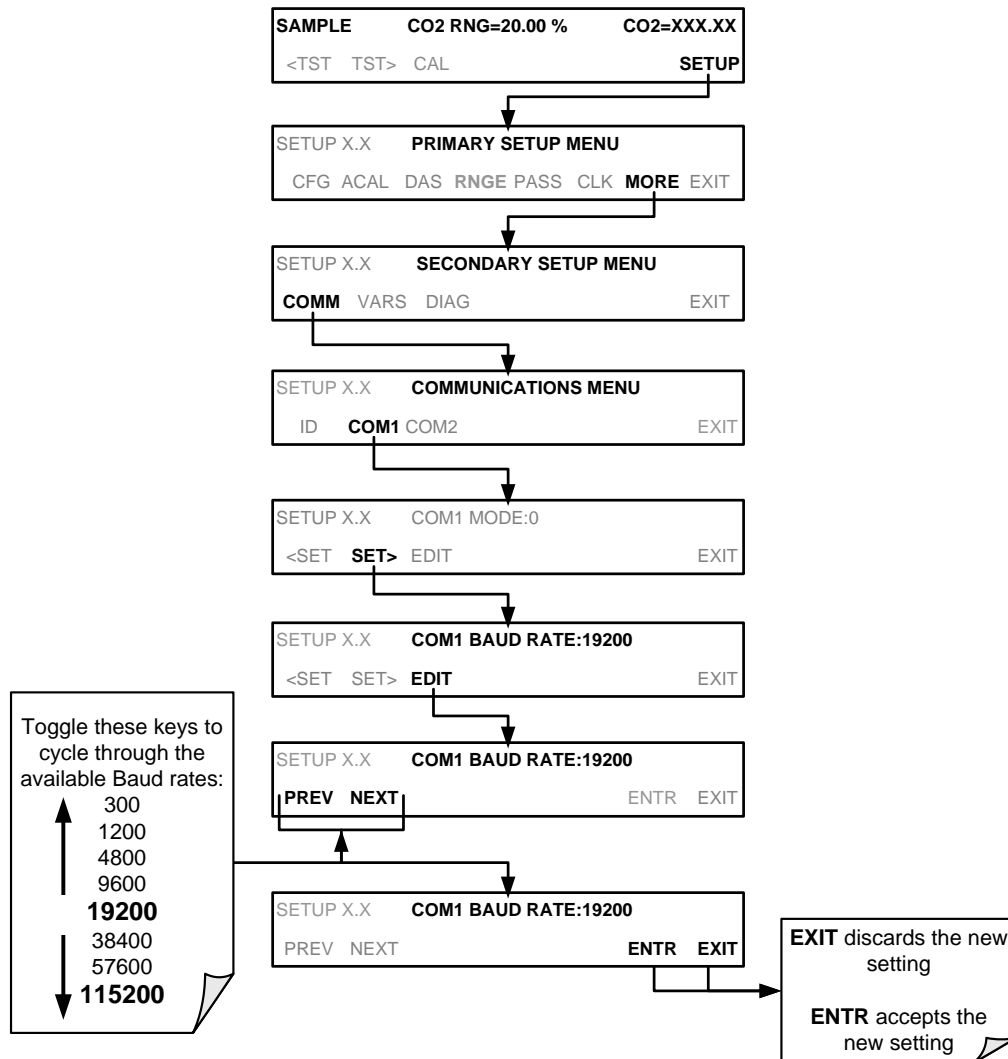 SAMPLE CO2 RNG=20.00 % CO2=XXX.XX
<TST TST> CAL SETUP
SETUP X.X PRIMARY SETUP MENU
CFG ACAL DAS RNGE PASS CLK MORE EXIT
SETUP X.X SECONDARY SETUP MENU
COMM VARS DIAG EXIT
SETUP X.X COMMUNICATIONS MENU
ID COM1 COM2 EXIT
SETUP X.X COM1 MODE:0
<SET SET> EDIT EXIT
SETUP X.X COM1 BAUD RATE:19200
<SET SET> EDIT EXIT
SETUP X.X COM1 BAUD RATE:19200
PREV NEXT ENTR EXIT
Toggle these keys to
cycle through the
available Baud rates:
300
1200
4800
9600
19200
38400
57600
115200
SETUP X.X COM1 BAUD RATE:19200
PREV NEXT ENTR EXIT
EXIT discards the new
setting
ENTR accepts the
new setting